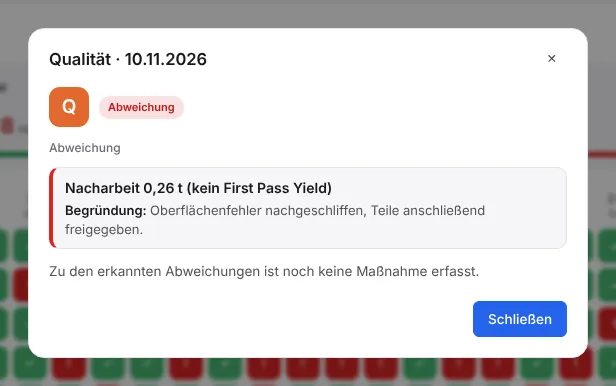 Qualität · 10.11.2026
×
Q
Abweichung
Abweichung
Nacharbeit 0,26 t (kein First Pass Yield)
Begründung: Oberflächenfehler nachgeschliffen, Teile anschließend
freigegeben.
Zu den erkannten Abweichungen ist noch keine Maßnahme erfasst.
Schließen